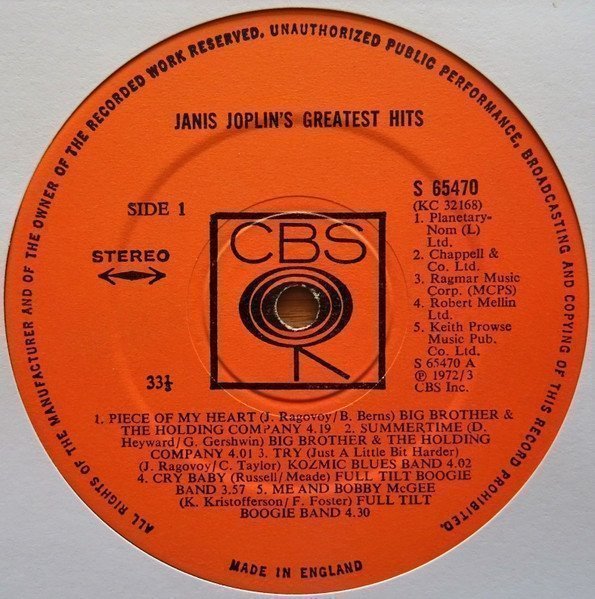 ALL RIGHTS OF THE MANUFACTURER AND OF THE OWNER OF THE RECORDED WORK RESERVED. UNAUTHORIZED PUBLIC PERFORMANCE, BROADCASTING AND COPYING OF THIS RECORD PROHIBITED.
JANIS JOPLIN'S GREATEST HITS
SIDE 1
STEREO
33⅓
CBS
S 65470
(KC 32168)
1. Planetary-
Nom (L)
Ltd.
2. Chappell &
Co. Ltd.
3. Ragmar Music
Corp. (MCPS)
4. Robert Mellin
Ltd.
5. Keith Prowse
Music Pub.
Co. Ltd.
S 65470 A
℗ 1972/3
CBS Inc.
1. PIECE OF MY HEART (J. Ragovoy/B. Berns) BIG BROTHER &
THE HOLDING COMPANY 4.19 2. SUMMERTIME (D.
Heyward/G. Gershwin) BIG BROTHER & THE HOLDING
COMPANY 4.01 3. TRY (Just A Little Bit Harder)
(J. Ragovoy/C. Taylor) KOZMIC BLUES BAND 4.02
4. CRY BABY (Russell/Meade) FULL TILT BOOGIE
BAND 3.57 5. ME AND BOBBY McGEE
(K. Kristofferson/F. Foster) FULL TILT
BOOGIE BAND 4.30
MADE IN ENGLAND